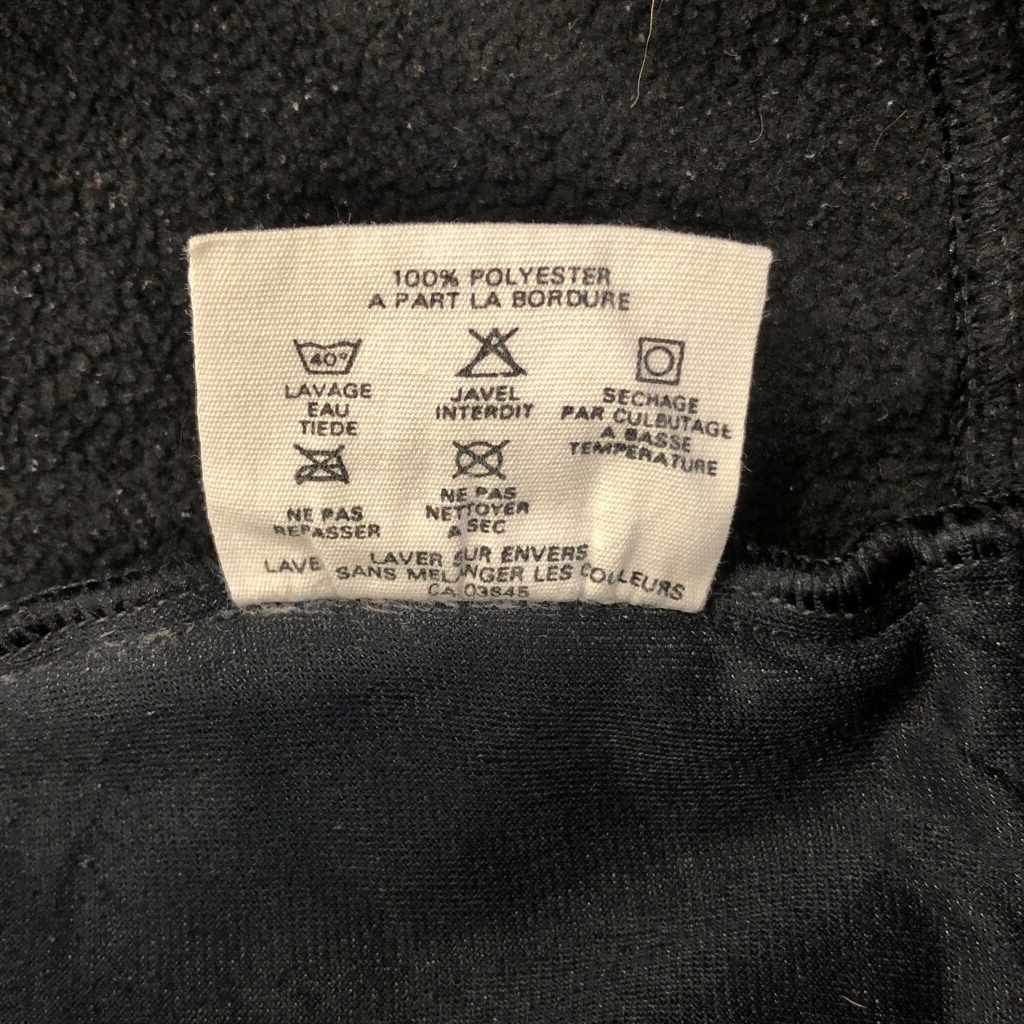 100% POLYESTER
A PART LA BORDURE
40°
LAVAGE
EAU
TIEDE
JAVEL
INTERDIT
SECHAGE
PAR CULBUTAGE
A BASSE
TEMPERATURE
NE PAS
REPASSER
NE PAS
NETTOYER
A SEC
LAVE LAVER SUR ENVERS
SANS MELANGER LES COULEURS
CA 03845